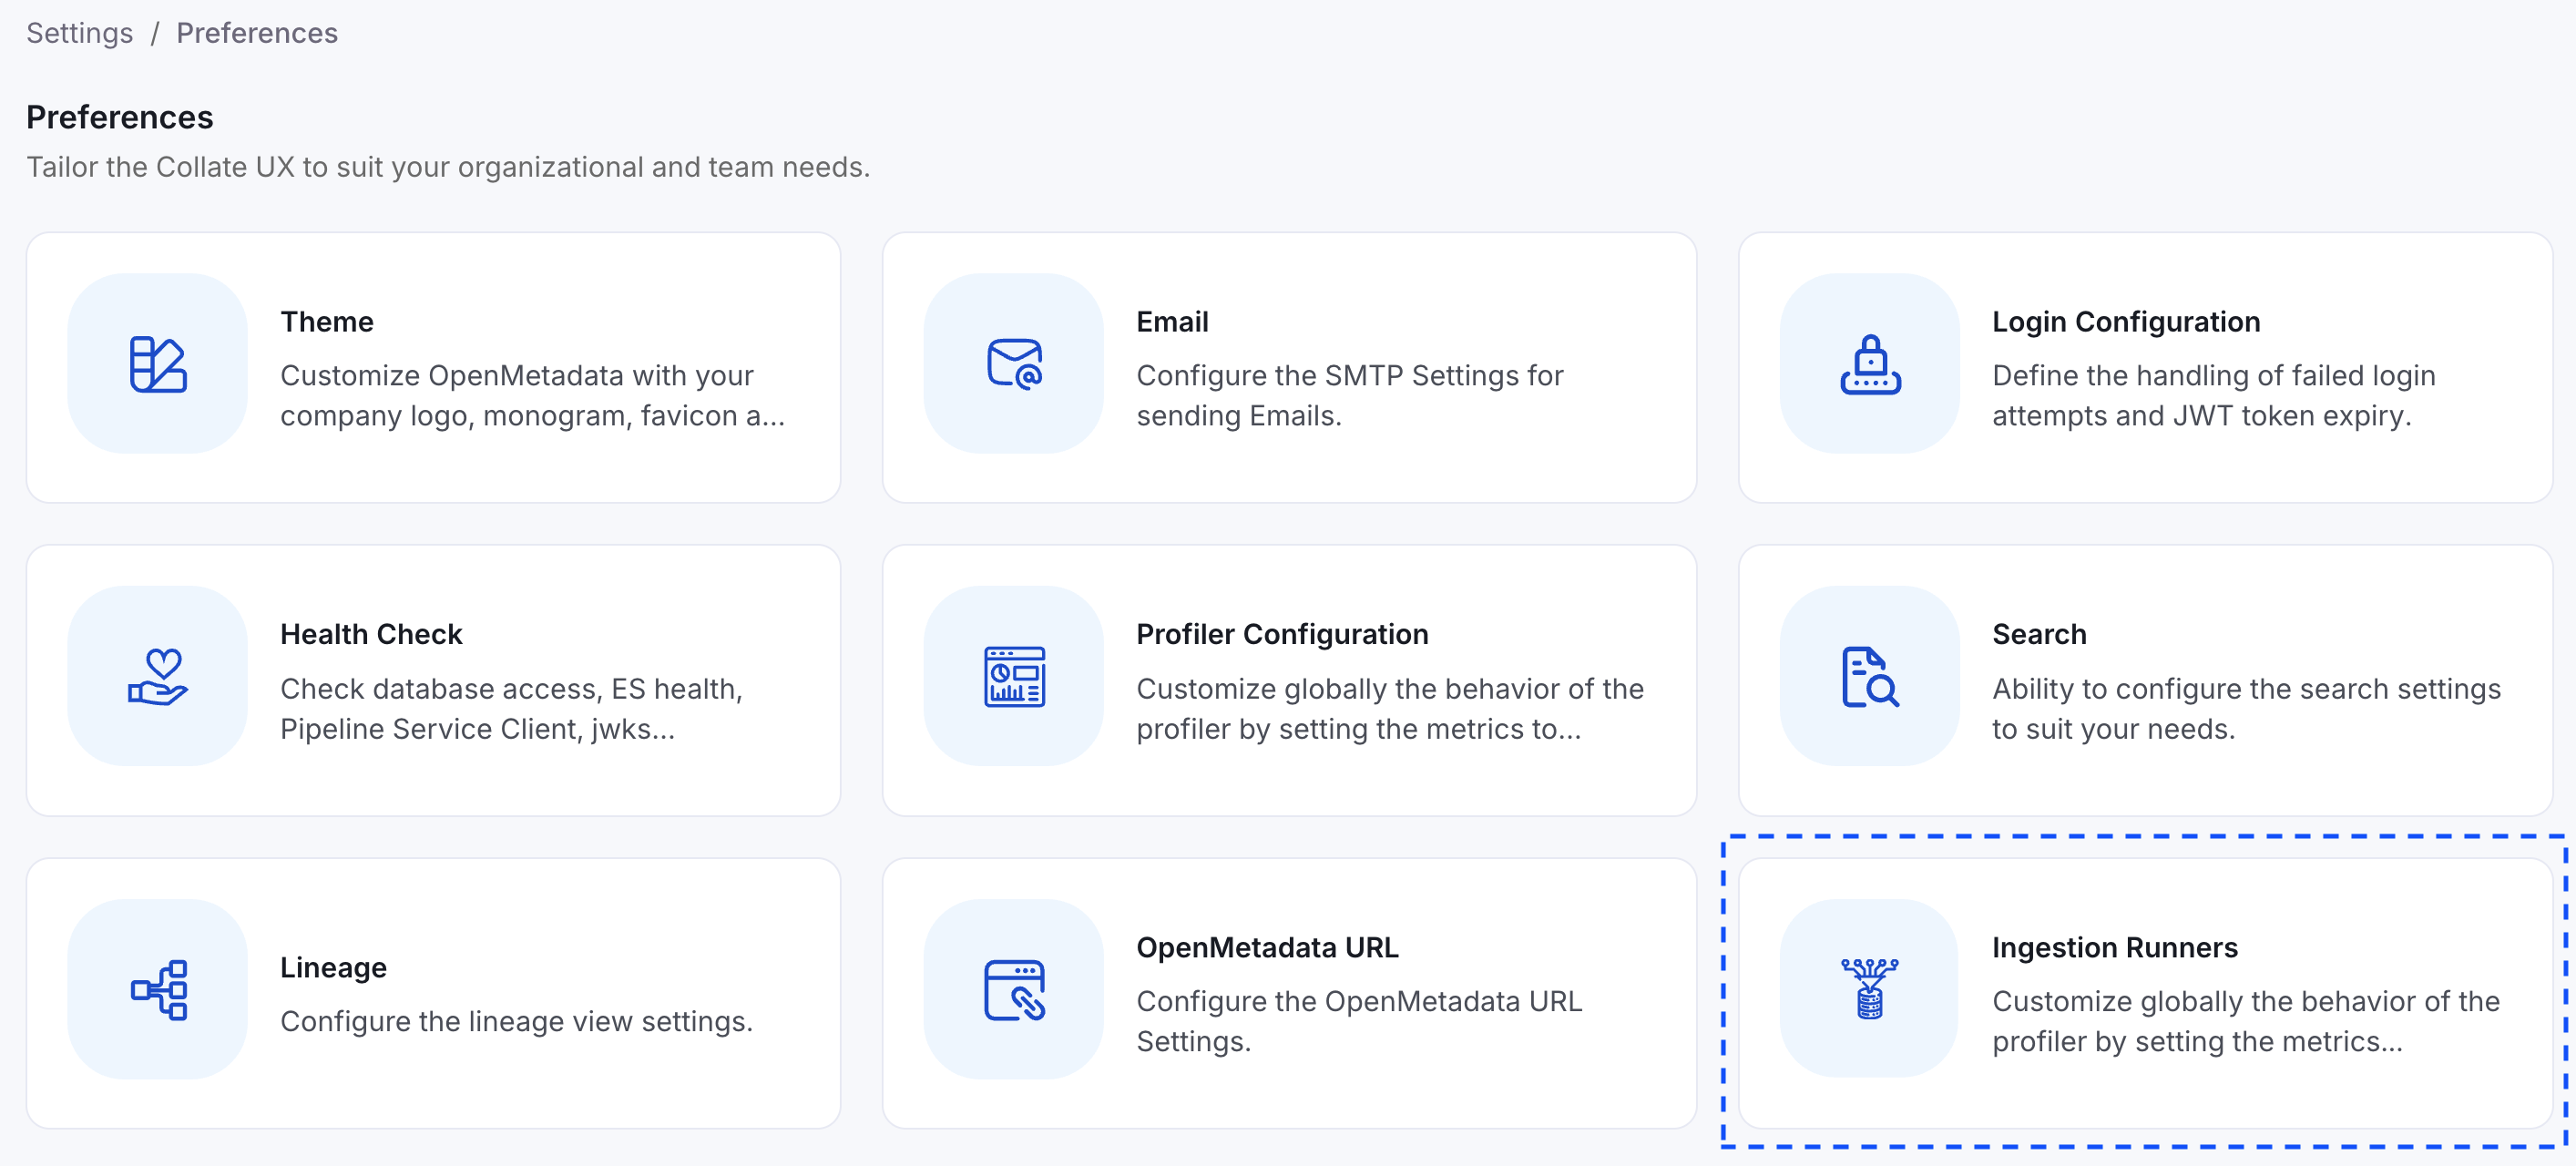 Settings / Preferences
Preferences
Tailor the Collate UX to suit your organizational and team needs.
Theme
Customize OpenMetadata with your
company logo, monogram, favicon a...
Email
Configure the SMTP Settings for
sending Emails.
Login Configuration
Define the handling of failed login
attempts and JWT token expiry.
Health Check
Check database access, ES health,
Pipeline Service Client, jwks...
Profiler Configuration
Customize globally the behavior of the
profiler by setting the metrics to...
Search
Ability to configure the search settings
to suit your needs.
Lineage
Configure the lineage view settings.
OpenMetadata URL
Configure the OpenMetadata URL
Settings.
Ingestion Runners
Customize globally the behavior of the
profiler by setting the metrics...